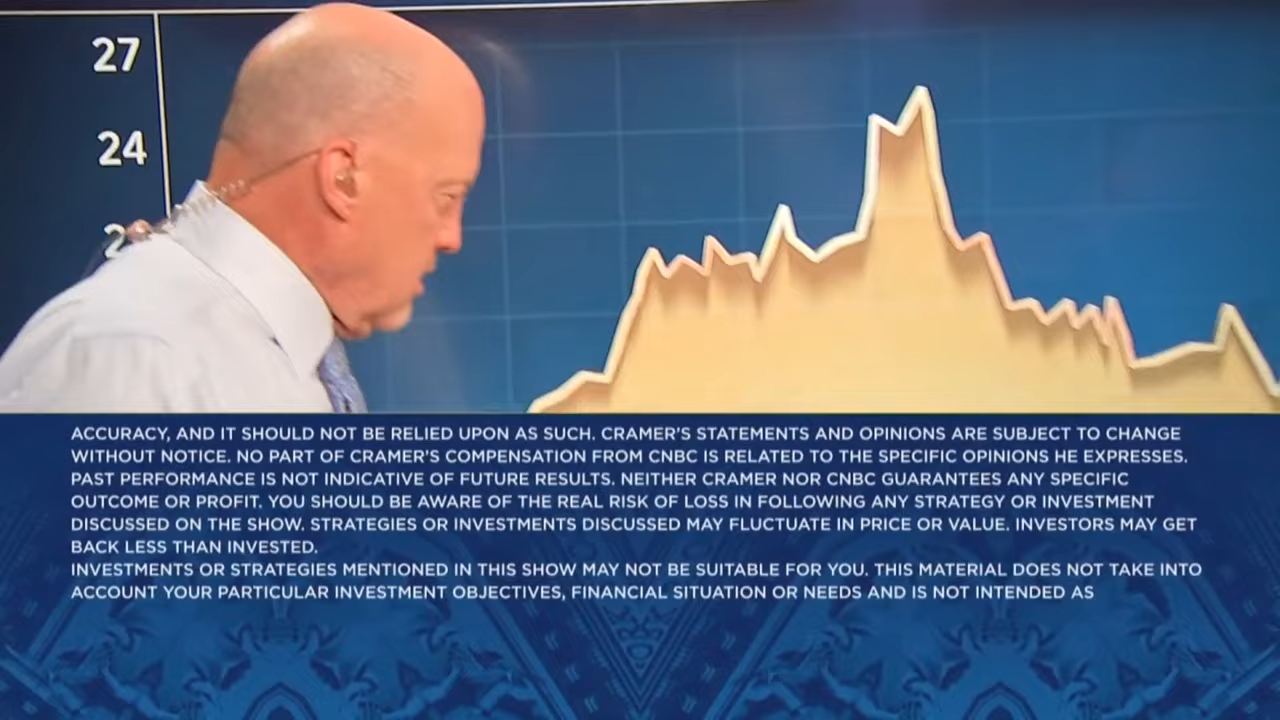 27
24
2
ACCURACY, AND IT SHOULD NOT BE RELIED UPON AS SUCH. CRAMER'S STATEMENTS AND OPINIONS ARE SUBJECT TO CHANGE
WITHOUT NOTICE. NO PART OF CRAMER'S COMPENSATION FROM CNBC IS RELATED TO THE SPECIFIC OPINIONS HE EXPRESSES.
PAST PERFORMANCE IS NOT INDICATIVE OF FUTURE RESULTS. NEITHER CRAMER NOR CNBC GUARANTEES ANY SPECIFIC
OUTCOME OR PROFIT. YOU SHOULD BE AWARE OF THE REAL RISK OF LOSS IN FOLLOWING ANY STRATEGY OR INVESTMENT
DISCUSSED ON THE SHOW. STRATEGIES OR INVESTMENTS DISCUSSED MAY FLUCTUATE IN PRICE OR VALUE. INVESTORS MAY GET
BACK LESS THAN INVESTED.
INVESTMENTS OR STRATEGIES MENTIONED IN THIS SHOW MAY NOT BE SUITABLE FOR YOU. THIS MATERIAL DOES NOT TAKE INTO
ACCOUNT YOUR PARTICULAR INVESTMENT OBJECTIVES, FINANCIAL SITUATION OR NEEDS AND IS NOT INTENDED AS